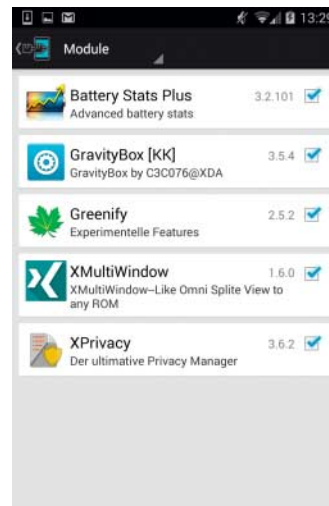 13:29
Module
Battery Stats Plus 3.2.101
Advanced battery stats
GravityBox [KK] 3.5.4
GravityBox by C3C076@XDA
Greenify 2.5.2
Experimentelle Features
XMultiWindow 1.6.0
XMultiWindow--Like Omni Splite View to
any ROM
XPrivacy 3.6.2
Der ultimative Privacy Manager